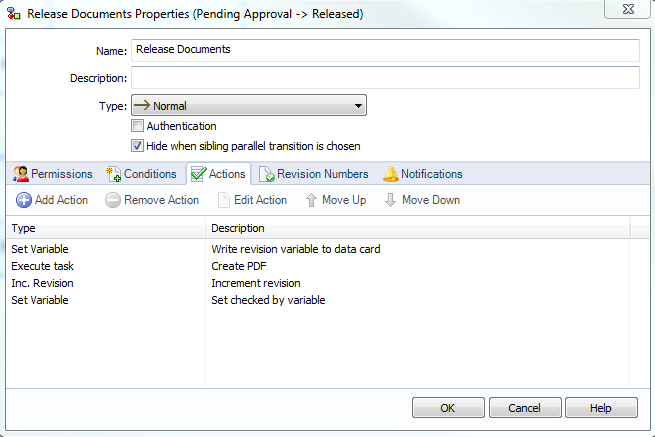 Release Documents Properties (Pending Approval -> Released)
Name: Release Documents
Description:
Type: Normal
Authentication
Hide when sibling parallel transition is chosen
Permissions Conditions Actions Revision Numbers Notifications
Add Action Remove Action Edit Action Move Up Move Down
Type Description
Set Variable Write revision variable to data card
Execute task Create PDF
Inc. Revision Increment revision
Set Variable Set checked by variable
OK Cancel Help